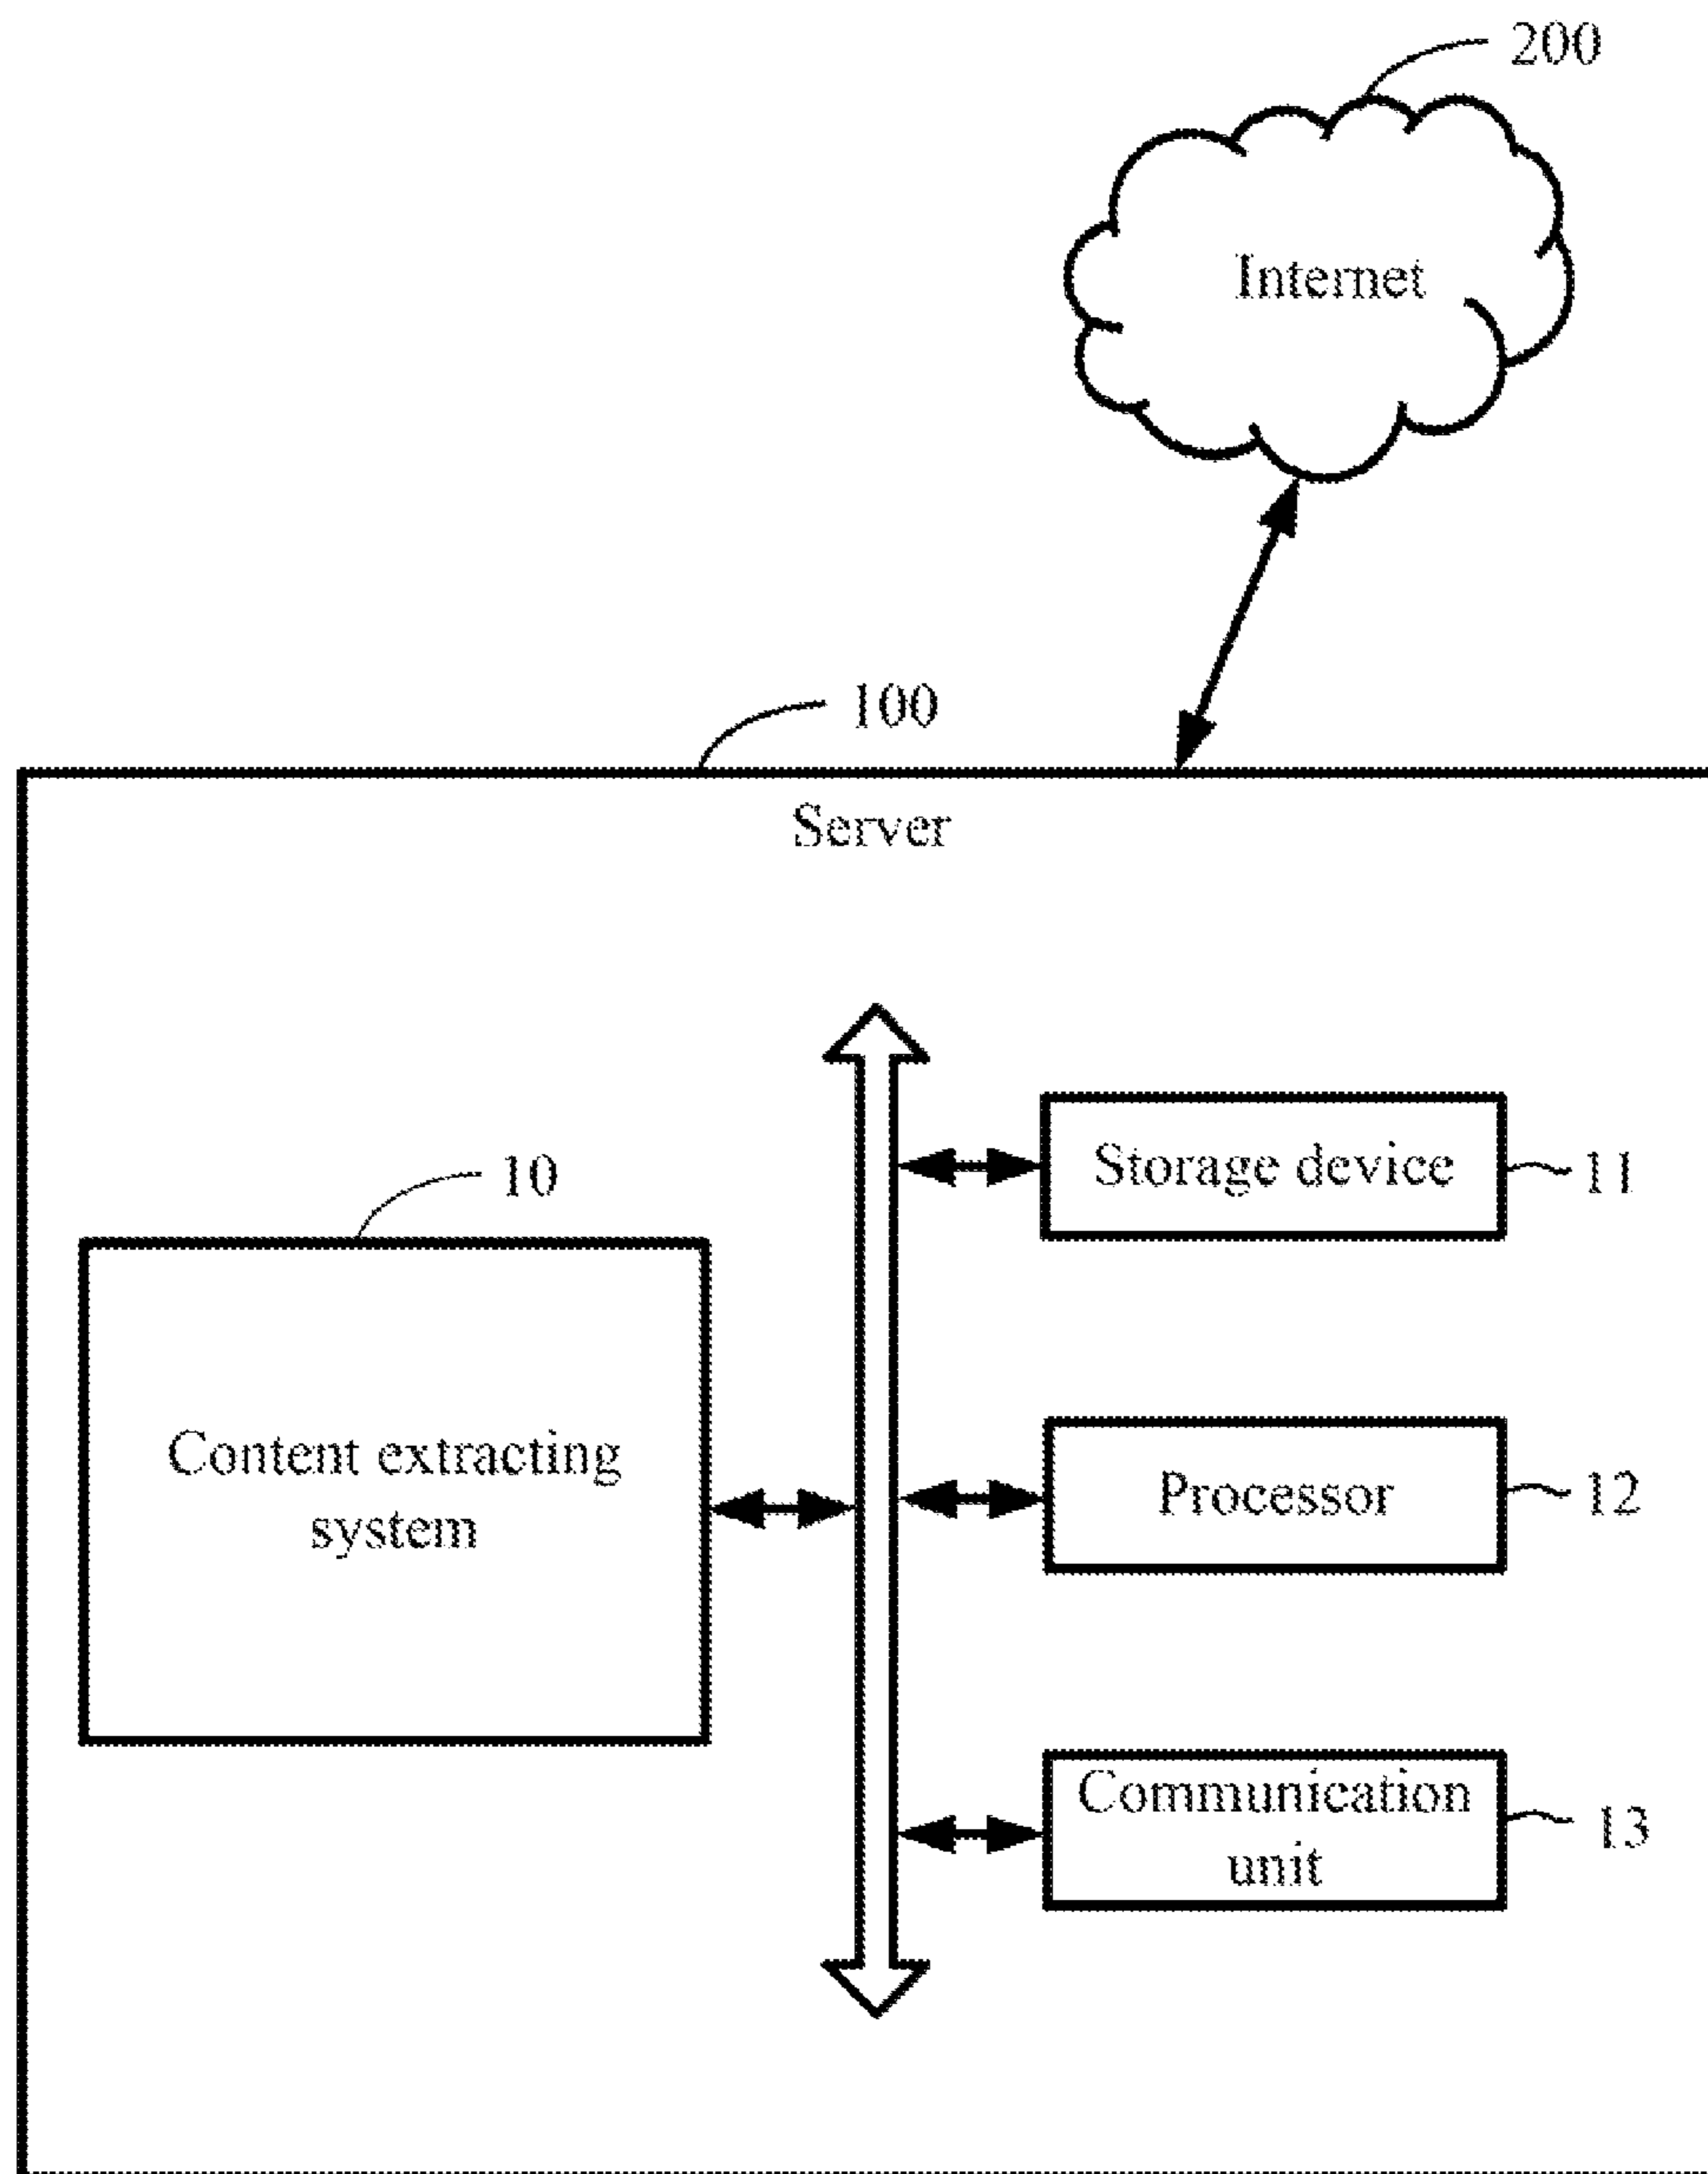 200
Internet
100
Server
Storage device
11
10
Content extracting
system
Processor
12
Communication
unit
13